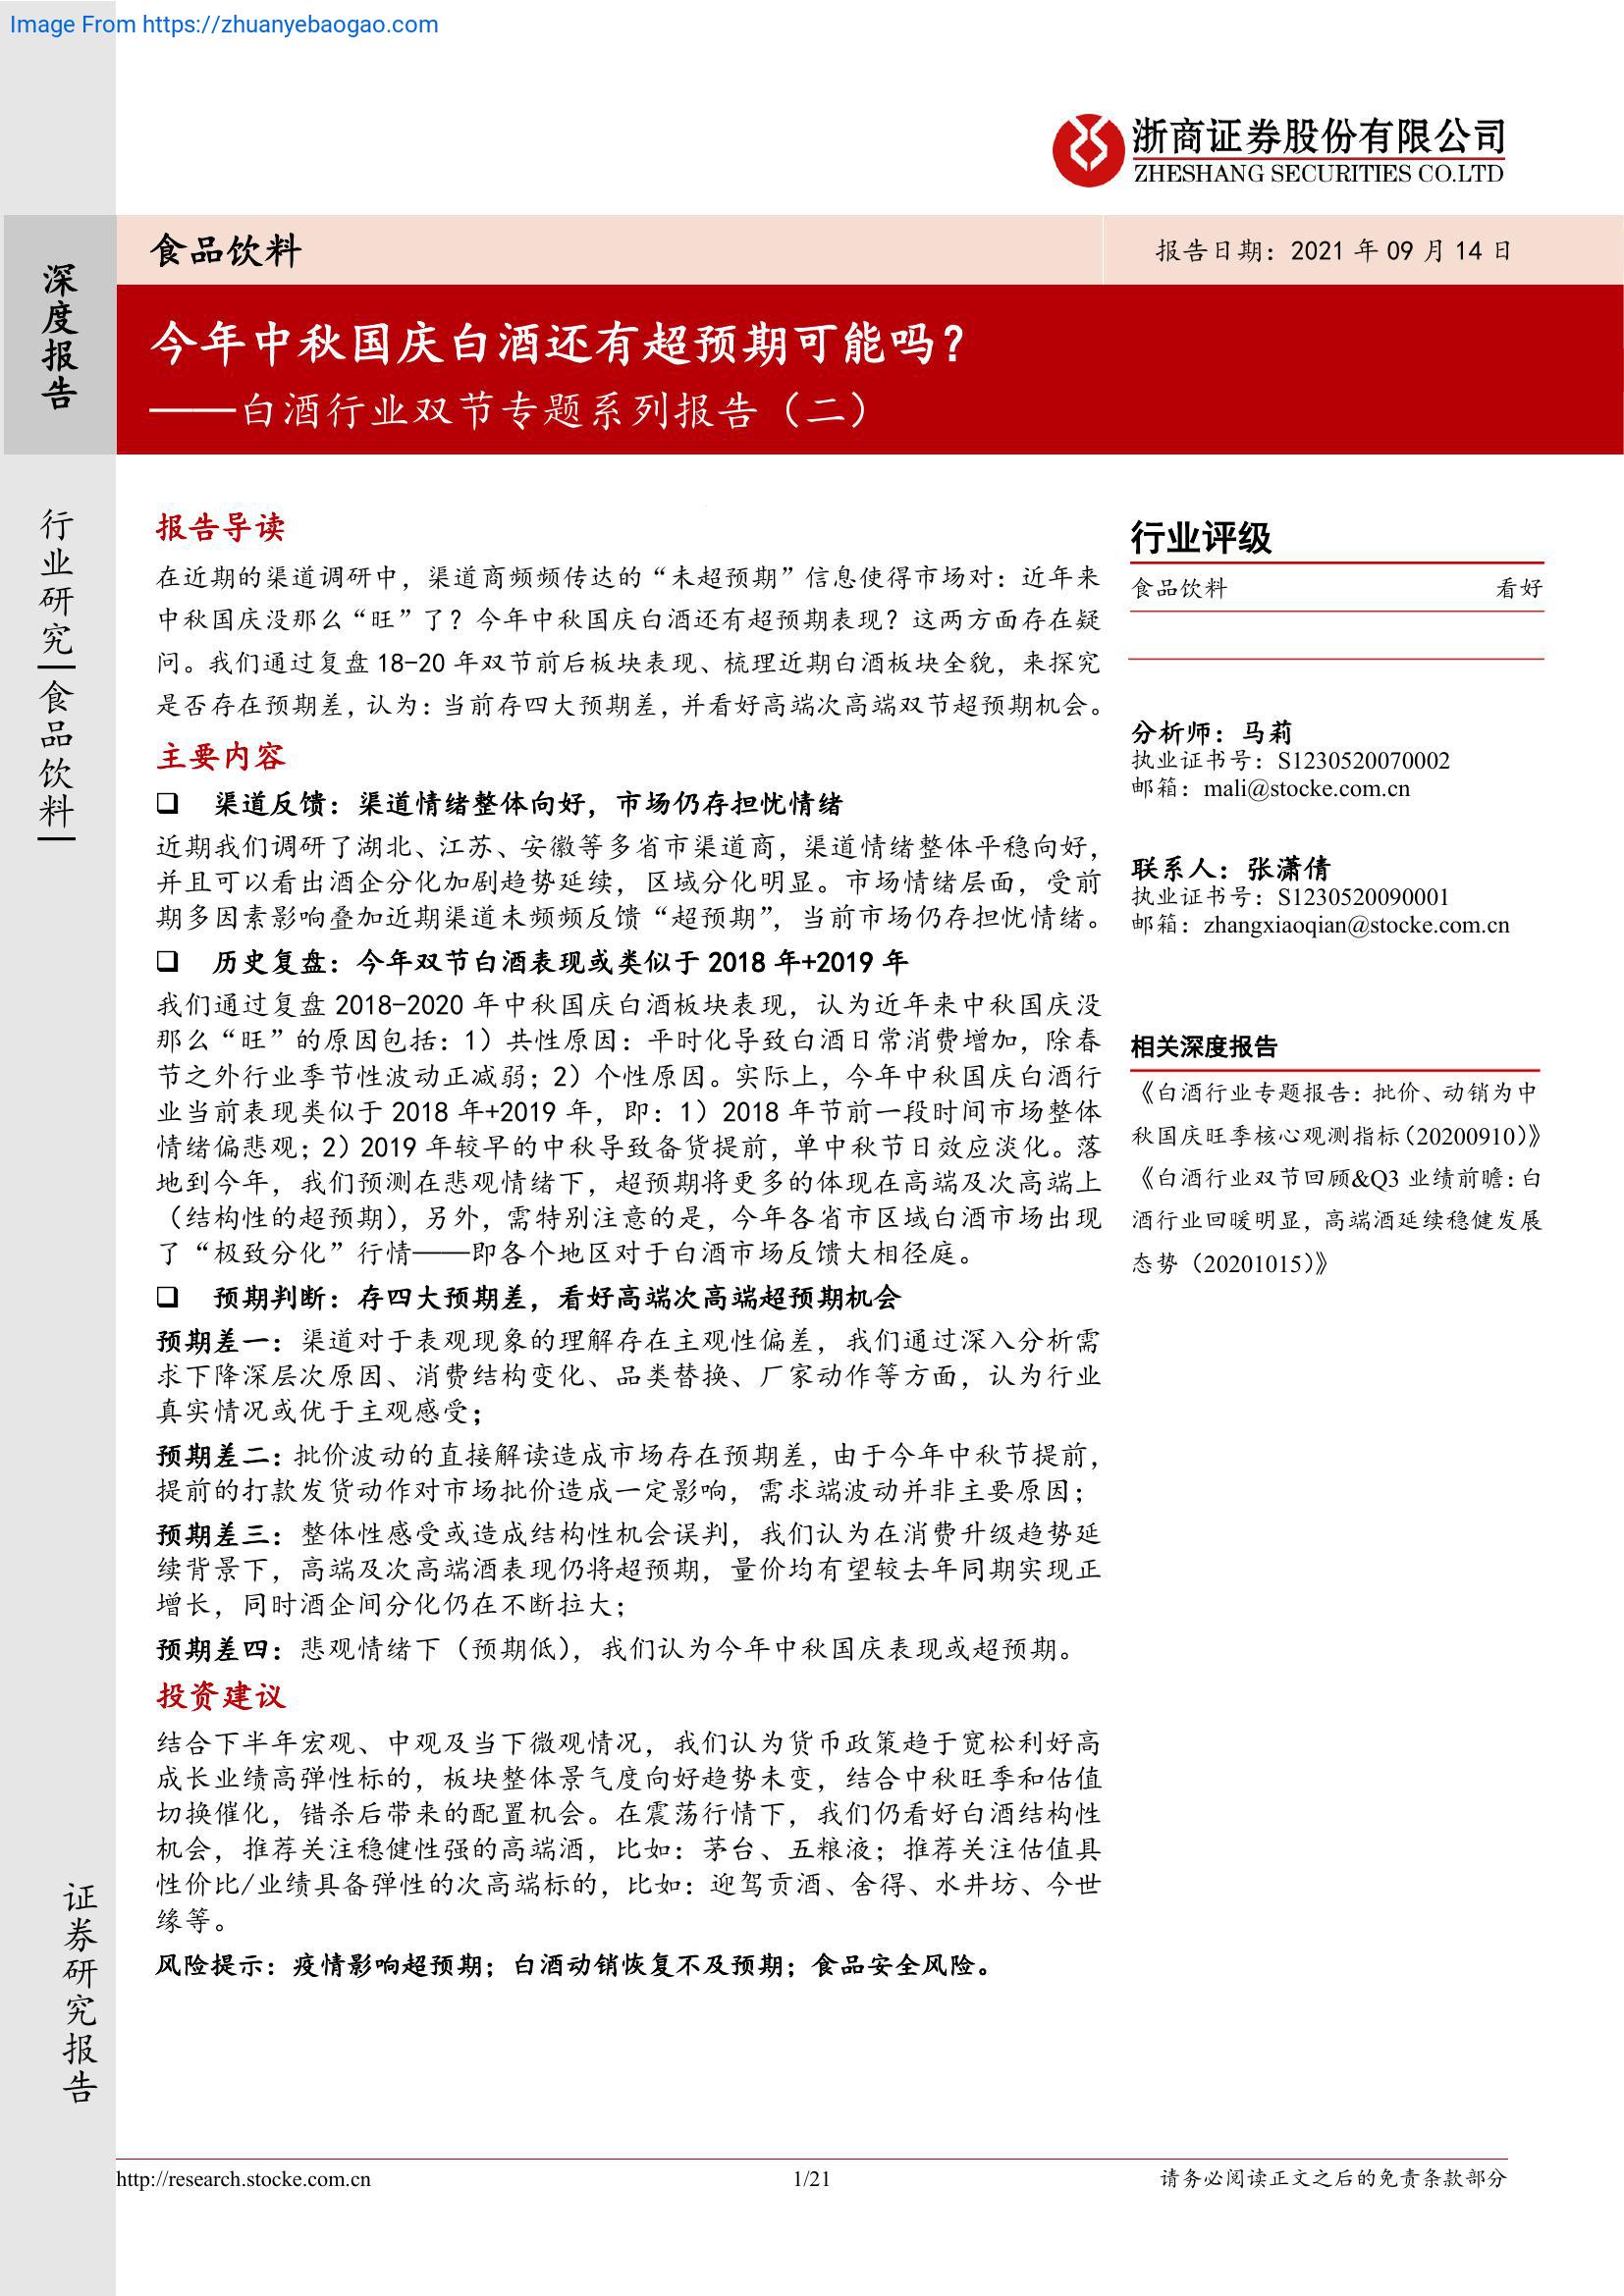 Image From https://zhuanyebaogao.com
浙商证券股份有限公司
ZHESHANG SECURITIES CO.LTD
深度报告
食品饮料
报告日期：2021 年 09 月 14 日
今年中秋国庆白酒还有超预期可能吗？
——白酒行业双节专题系列报告（二）
行业研究|食品饮料|
报告导读
在近期的渠道调研中，渠道商频频传达的“未超预期”信息使得市场对：近年来
中秋国庆没那么“旺”了？今年中秋国庆白酒还有超预期表现？这两方面存在疑
问。我们通过复盘 18-20 年双节前后板块表现、梳理近期白酒板块全貌，来探究
是否存在预期差，认为：当前存四大预期差，并看好高端次高端双节超预期机会。
主要内容
❑ 渠道反馈：渠道情绪整体向好，市场仍存担忧情绪
近期我们调研了湖北、江苏、安徽等多省市渠道商，渠道情绪整体平稳向好，
并且可以看出酒企分化加剧趋势延续，区域分化明显。市场情绪层面，受前
期多因素影响叠加近期渠道未频频反馈“超预期”，当前市场仍存担忧情绪。
❑ 历史复盘：今年双节白酒表现或类似于 2018 年+2019 年
我们通过复盘 2018-2020 年中秋国庆白酒板块表现，认为近年来中秋国庆没
那么“旺”的原因包括：1）共性原因：平时化导致白酒日常消费增加，除春
节之外行业季节性波动正减弱；2）个性原因。实际上，今年中秋国庆白酒行
业当前表现类似于 2018 年+2019 年，即：1）2018 年节前一段时间市场整体
情绪偏悲观；2）2019 年较早的中秋导致备货提前，单中秋节日效应淡化。落
地到今年，我们预测在悲观情绪下，超预期将更多的体现在高端及次高端上
（结构性的超预期），另外，需特别注意的是，今年各省市区域白酒市场出现
了“极致分化”行情——即各个地区对于白酒市场反馈大相径庭。
❑ 预期判断：存四大预期差，看好高端次高端超预期机会
预期差一：渠道对于表观现象的理解存在主观性偏差，我们通过深入分析需
求下降深层次原因、消费结构变化、品类替换、厂家动作等方面，认为行业
真实情况或优于主观感受；
预期差二：批价波动的直接解读造成市场存在预期差，由于今年中秋节提前，
提前的打款发货动作对市场批价造成一定影响，需求端波动并非主要原因；
预期差三：整体性感受或造成结构性机会误判，我们认为在消费升级趋势延
续背景下，高端及次高端酒表现仍将超预期，量价均有望较去年同期实现正
增长，同时酒企间分化仍在不断拉大；
预期差四：悲观情绪下（预期低），我们认为今年中秋国庆表现或超预期。
投资建议
结合下半年宏观、中观及当下微观情况，我们认为货币政策趋于宽松利好高
成长业绩高弹性标的，板块整体景气度向好趋势未变，结合中秋旺季和估值
切换催化，错杀后带来的配置机会。在震荡行情下，我们仍看好白酒结构性
机会，推荐关注稳健性强的高端酒，比如：茅台、五粮液；推荐关注估值具
性价比/业绩具备弹性的次高端标的，比如：迎驾贡酒、舍得、水井坊、今世
缘等。
风险提示：疫情影响超预期；白酒动销恢复不及预期；食品安全风险。
行业评级
食品饮料 看好
分析师：马莉
执业证书号：S1230520070002
邮箱：mali@stocke.com.cn
联系人：张潇倩
执业证书号：S1230520090001
邮箱：zhangxiaoqian@stocke.com.cn
相关深度报告
《白酒行业专题报告：批价、动销为中
秋国庆旺季核心观测指标（20200910）》
《白酒行业双节回顾&Q3 业绩前瞻：白
酒行业回暖明显，高端酒延续稳健发展
态势（20201015）》
证券研究报告
http://research.stocke.com.cn
1/21
请务必阅读正文之后的免责条款部分